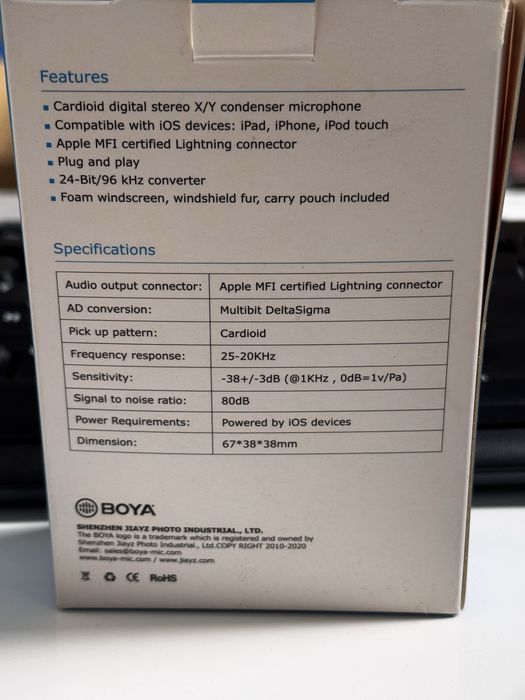 Features
Cardioid digital stereo X/Y condenser microphone
Compatible with iOS devices: iPad, iPhone, iPod touch
Apple MFI certified Lightning connector
Plug and play
24-Bit/96 kHz converter
Foam windscreen, windshield fur, carry pouch included
Specifications
Audio output connector: Apple MFI certified Lightning connector
AD conversion: Multibit DeltaSigma
Pick up pattern: Cardioid
Frequency response: 25-20KHz
Sensitivity: -38+/-3dB (@1KHz , 0dB=1v/Pa)
Signal to noise ratio: 80dB
Power Requirements: Powered by iOS devices
Dimension: 67*38*38mm
BOYA
SHENZHEN JIAYZ PHOTO INDUSTRIAL., LTD.
The BOYA logo is a trademark which is registered and owned by
Shenzhen Jiayz Photo Industrial., Ltd.COPY RIGHT 2010-2020
Email: sales@boya-mic.com
www.boya-mic.com / www.jiayz.com
CE RoHS